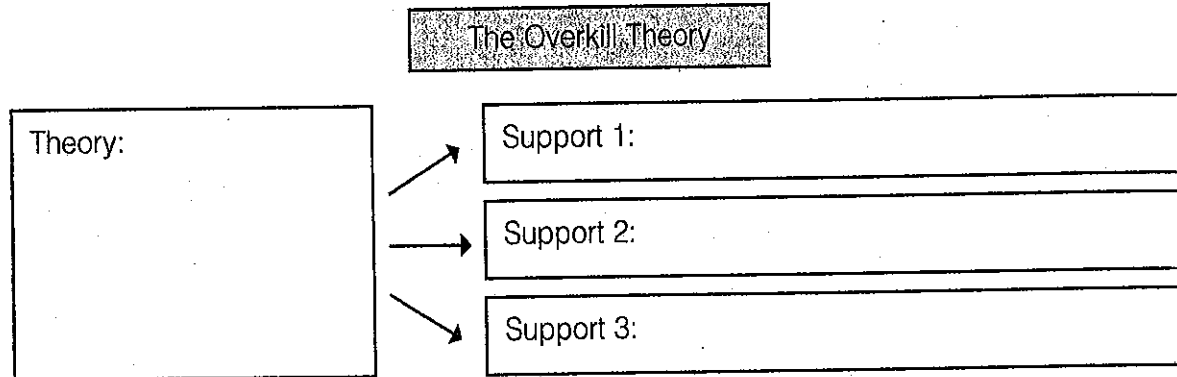 The Overkill Theory
Theory:
Support 1:
Support 2:
Support 3: